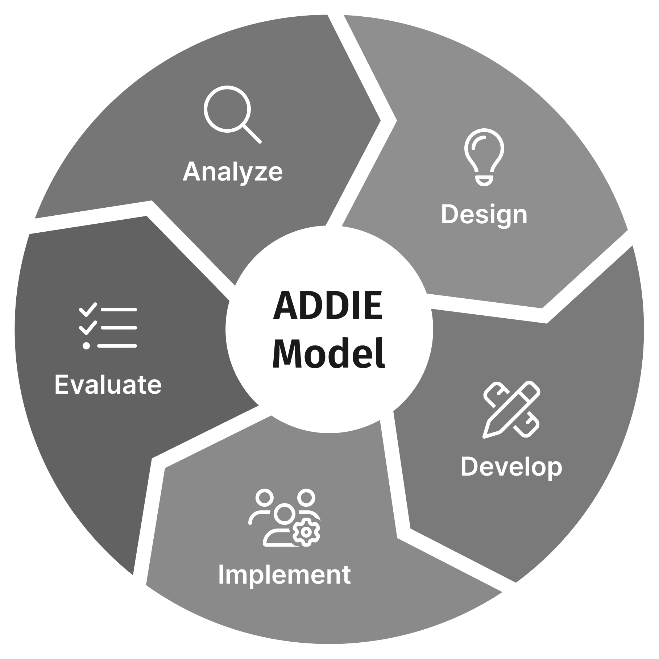 ADDIE
Model
Analyze
Design
Develop
Implement
Evaluate